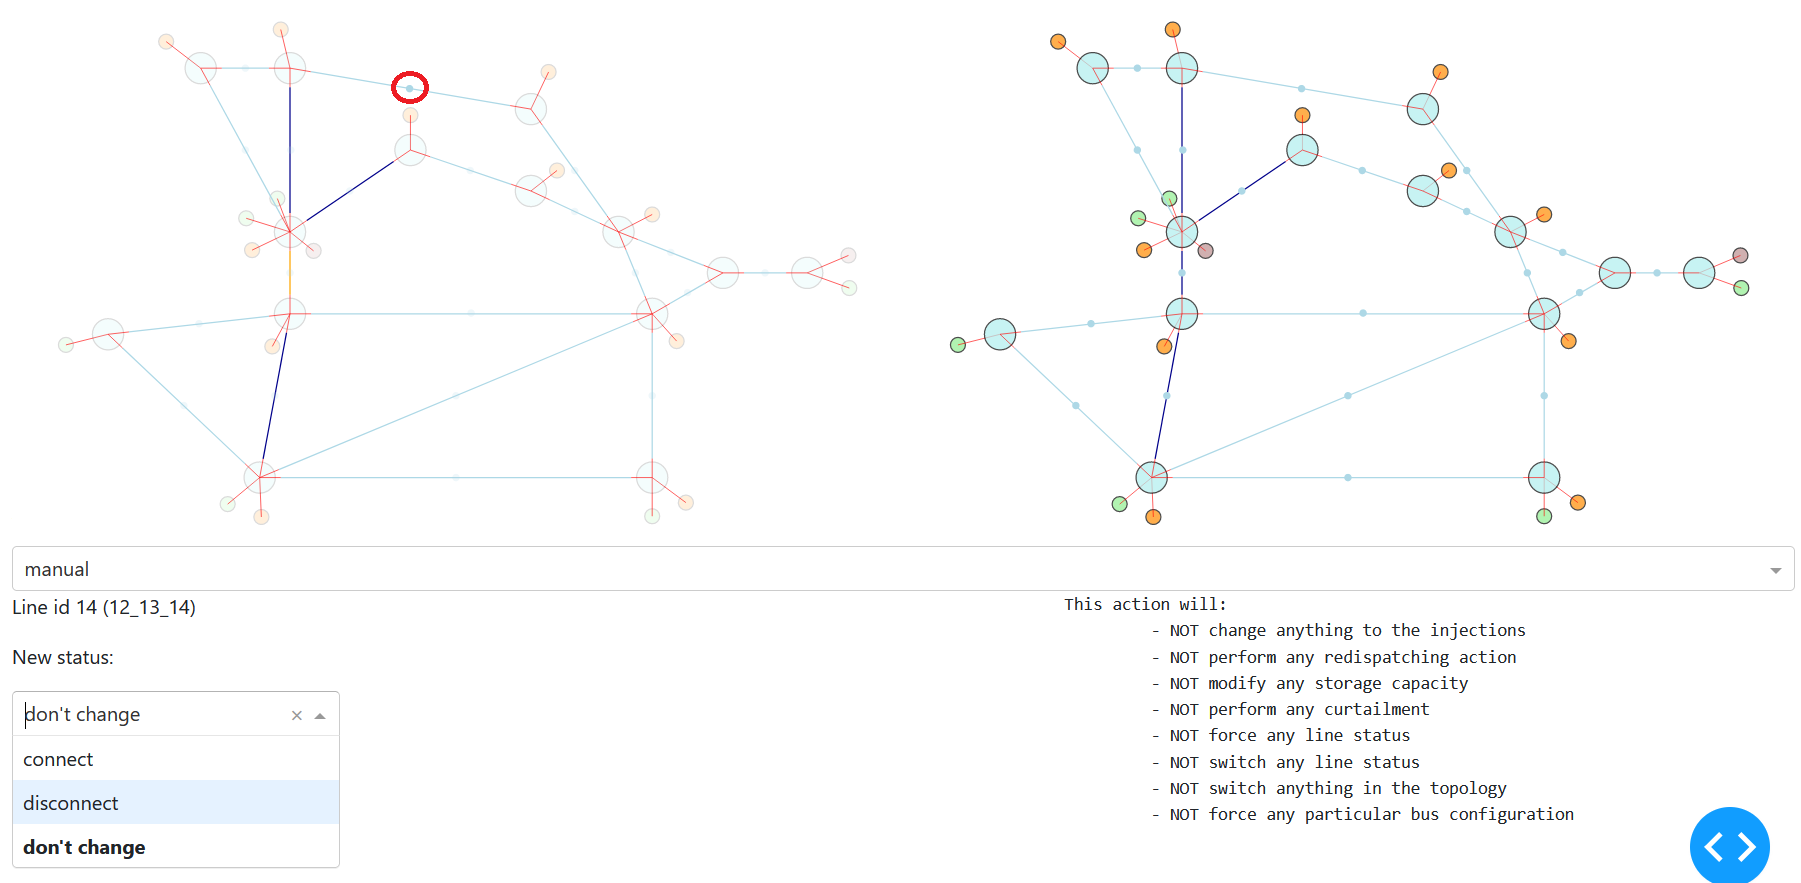 manual
Line id 14 (12_13_14)
New status:
don't change
connect
disconnect
don't change
This action will:
- NOT change anything to the injections
- NOT perform any redispatching action
- NOT modify any storage capacity
- NOT perform any curtailment
- NOT force any line status
- NOT switch any line status
- NOT switch anything in the topology
- NOT force any particular bus configuration